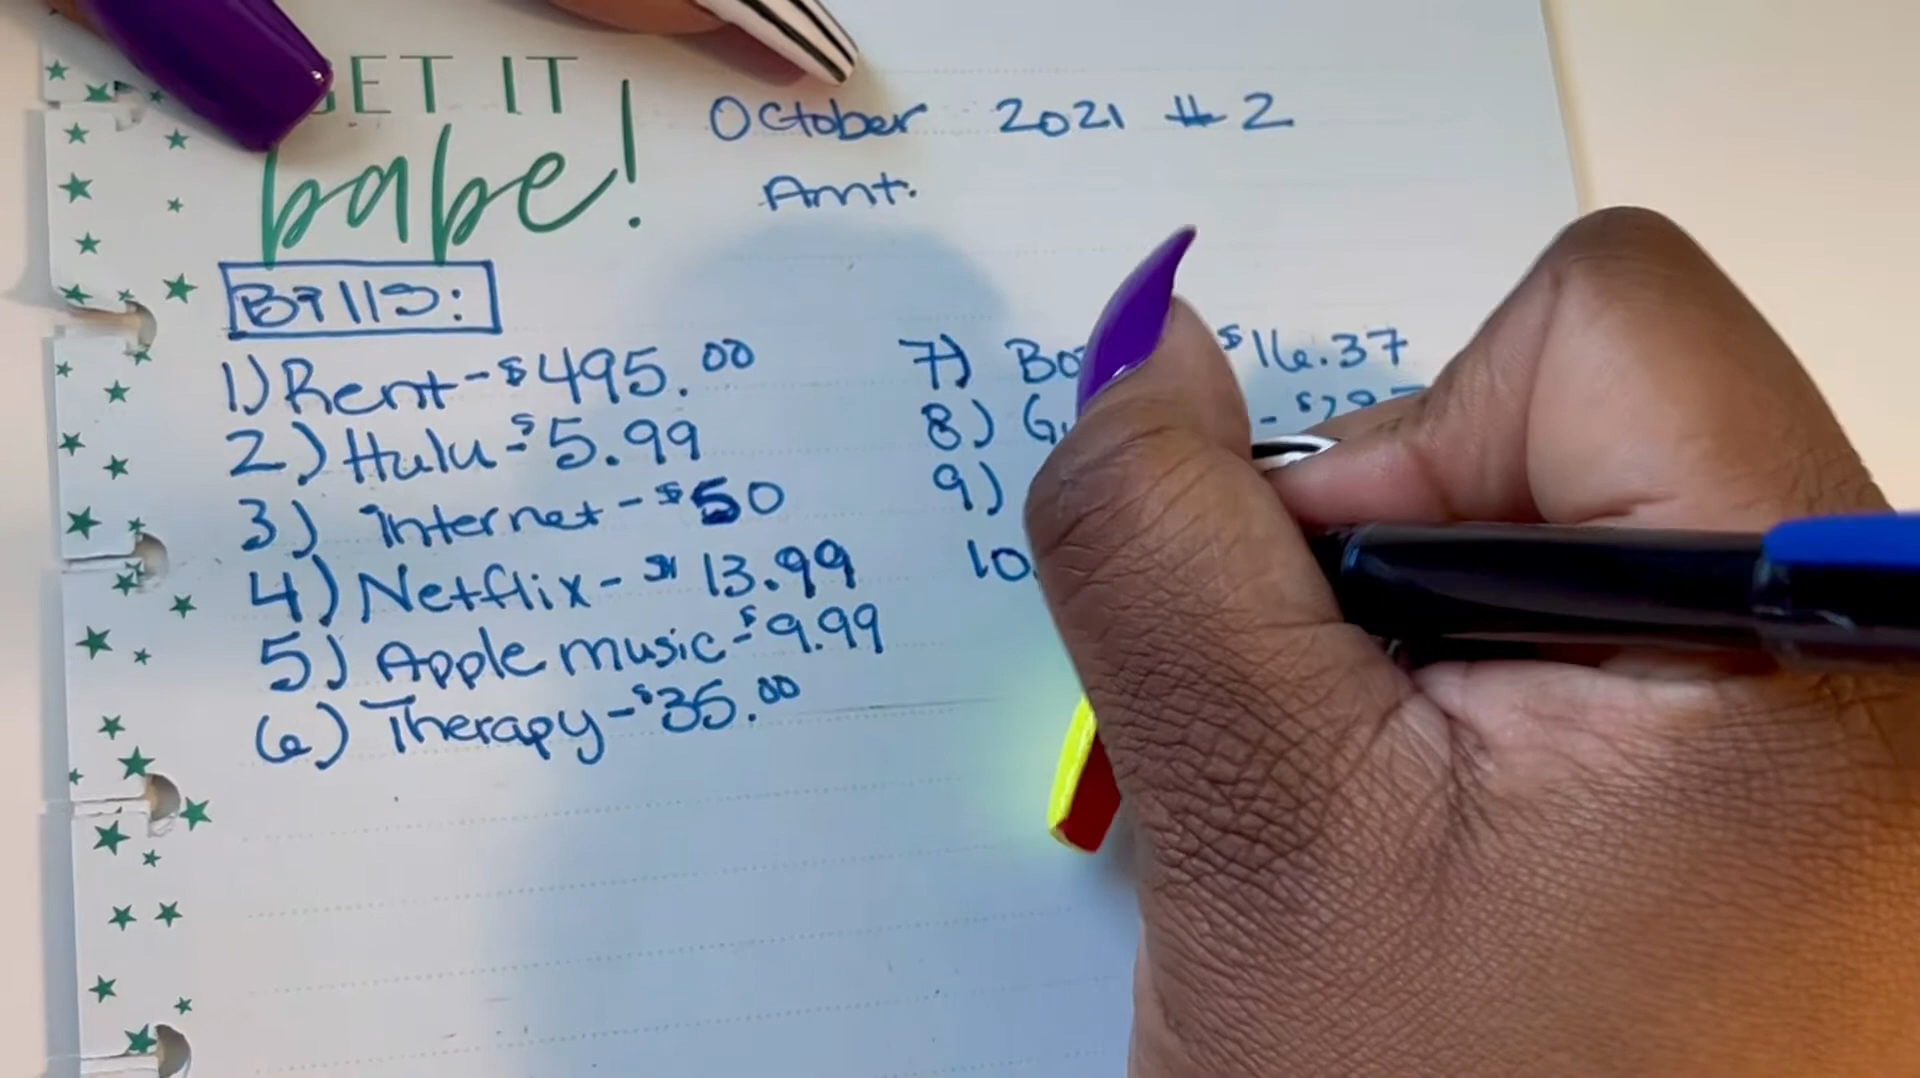 GET IT
babe!
October 2021 #2
Amt.
Bills:
1) Rent - $495.00
2) Hulu - $5.99
3) internet - $50
4) Netflix - $13.99
5) Apple music - $9.99
6) Therapy - $35.00
7) $16.37
8) -
9)
10.